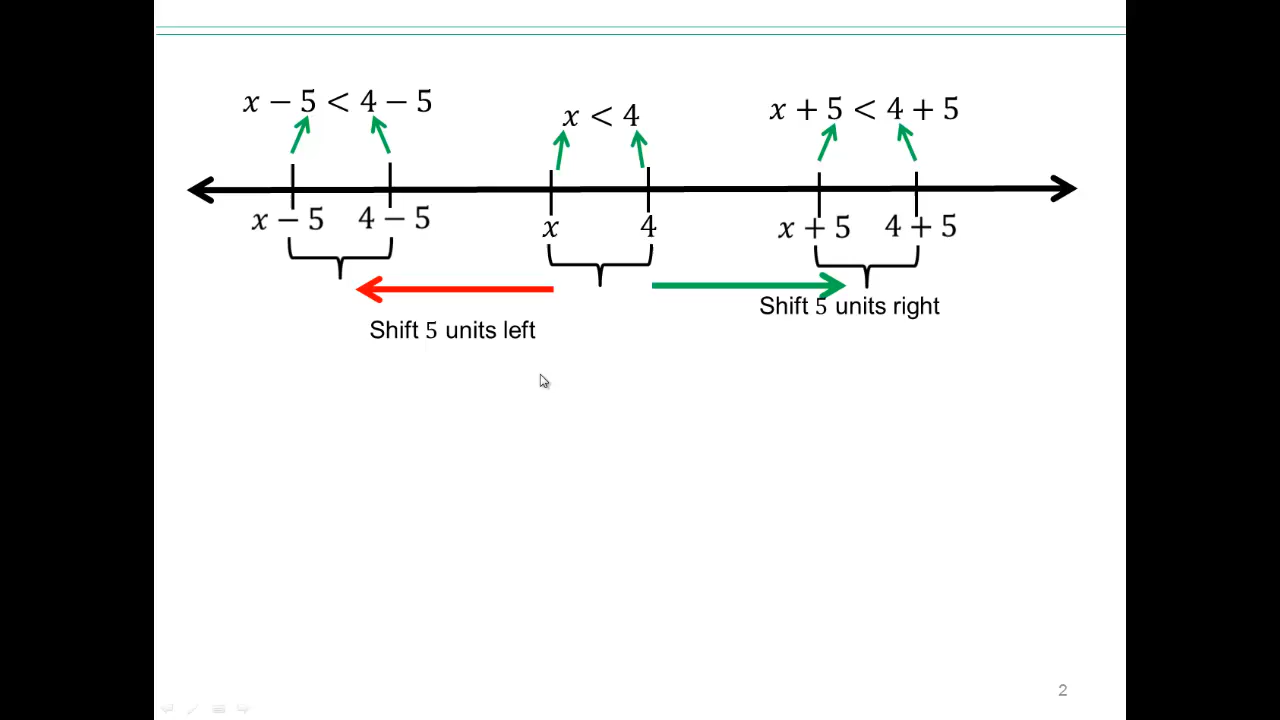 x − 5 < 4 − 5
x < 4
x + 5 < 4 + 5
x − 5
4 − 5
x
4
x + 5
4 + 5
Shift 5 units left
Shift 5 units right
2